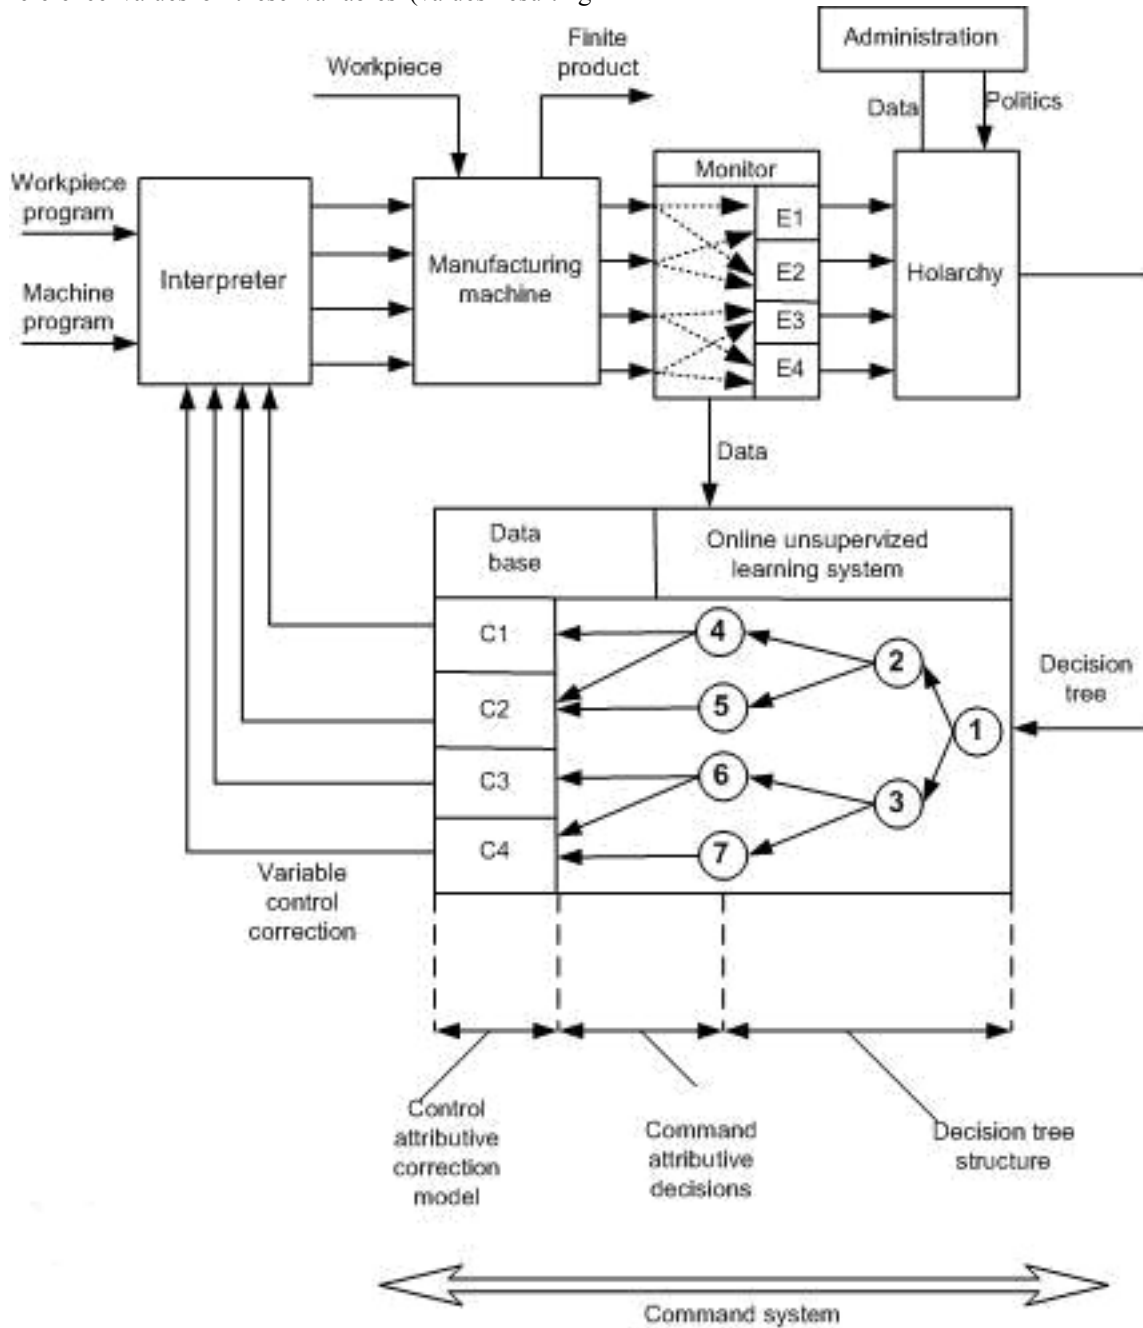 Administration
Finite
product
Workpiece
Data
Politics
Monitor
Workpiece
program
E1
Interpreter
Manufacturing
machine
E2
Holarchy
Machine
program
E3
E4
Data
Data
base
Online unsupervized
learning system
C1
4
2
Decision
tree
C2
5
1
C3
6
3
C4
7
Variable
control
correction
Control
attributive
correction
model
Command
attributive
decisions
Decision tree
structure
Command system